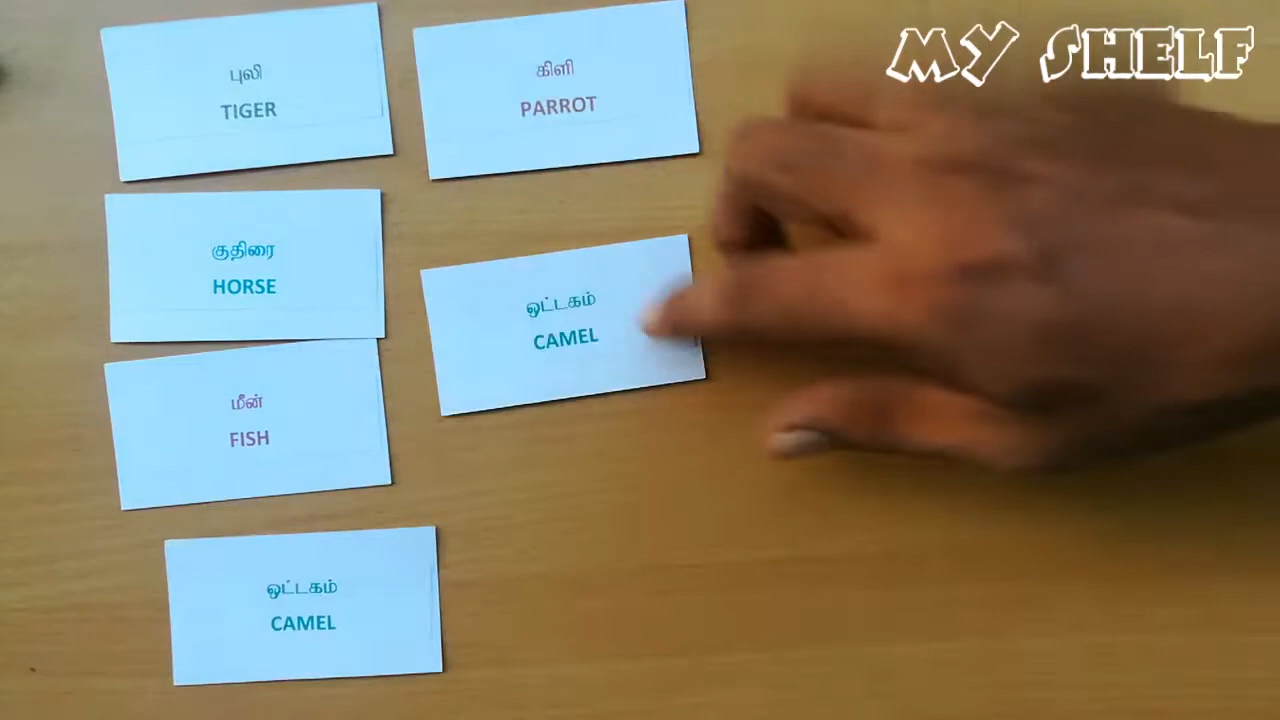 MY SHELF
புலி
TIGER
கிளி
PARROT
குதிரை
HORSE
ஒட்டகம்
CAMEL
மீன்
FISH
ஒட்டகம்
CAMEL